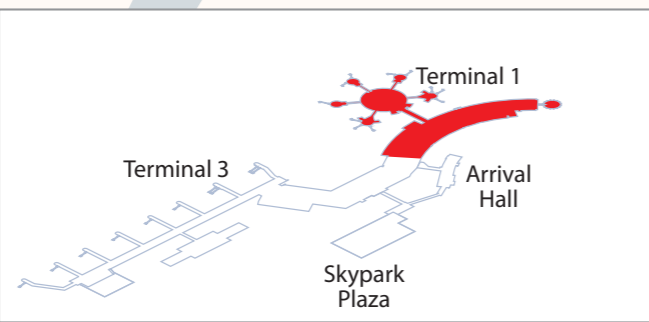 Terminal 1
Terminal 3
Arrival
Hall
Skypark
Plaza